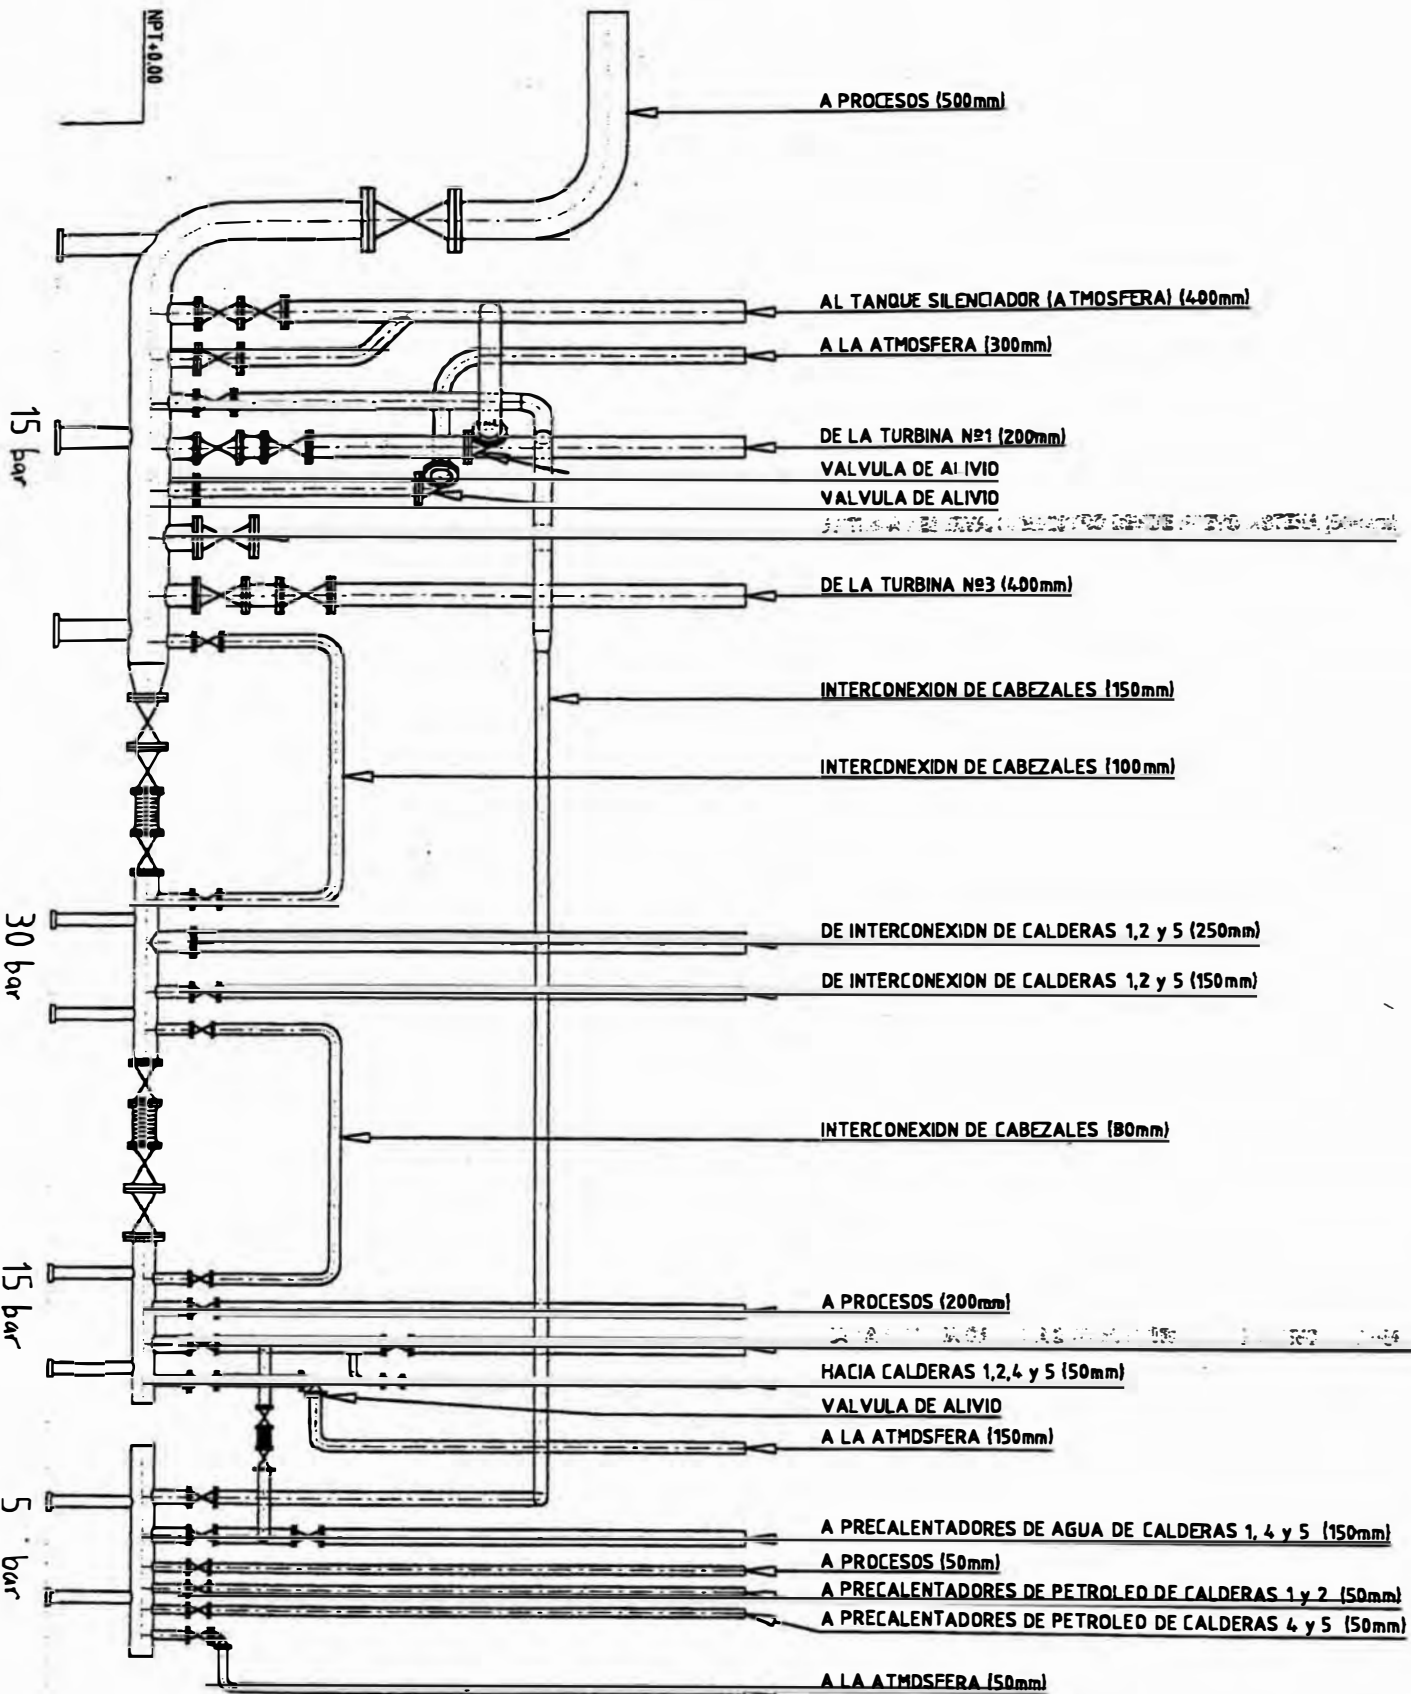 NPT+0.00
A PROCESOS (500mm)
AL TANQUE SILENCIADOR (ATMOSFERA) (400mm)
A LA ATMOSFERA (300mm)
DE LA TURBINA Nº1 (200mm)
VALVULA DE ALIVIO
VALVULA DE ALIVIO
DE LA TURBINA Nº3 (400mm)
15 bar
INTERCONEXION DE CABEZALES (150mm)
INTERCONEXION DE CABEZALES (100mm)
30 bar
DE INTERCONEXION DE CALDERAS 1,2 y 5 (250mm)
DE INTERCONEXION DE CALDERAS 1,2 y 5 (150mm)
INTERCONEXION DE CABEZALES (80mm)
15 bar
A PROCESOS (200mm)
HACIA CALDERAS 1,2,4 y 5 (50mm)
VALVULA DE ALIVIO
A LA ATMOSFERA (150mm)
5 bar
A PRECALENTADORES DE AGUA DE CALDERAS 1, 4 y 5 (150mm)
A PROCESOS (50mm)
A PRECALENTADORES DE PETROLEO DE CALDERAS 1 y 2 (50mm)
A PRECALENTADORES DE PETROLEO DE CALDERAS 4 y 5 (50mm)
A LA ATMOSFERA (50mm)